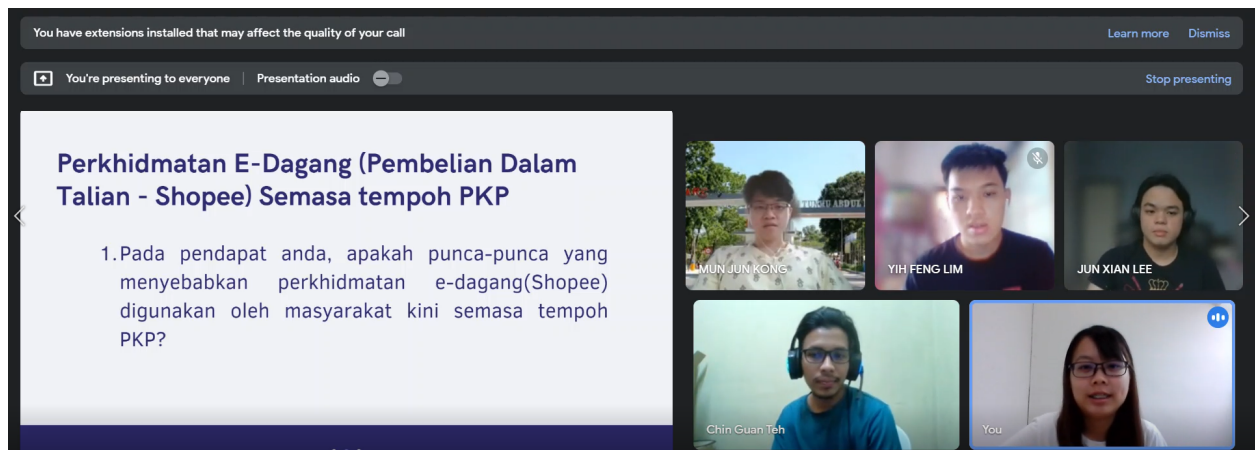 You have extensions installed that may affect the quality of your call
Learn more
Dismiss
You're presenting to everyone
Presentation audio
Stop presenting
Perkhidmatan E-Dagang (Pembelian Dalam
Talian - Shopee) Semasa tempoh PKP
1.Pada pendapat anda, apakah punca-punca yang
menyebabkan perkhidmatan e-dagang(Shopee)
digunakan oleh masyarakat kini semasa tempoh
PKP?
TUNKU ABDUL
MUN JUN KONG
YIH FENG LIM
JUN XIAN LEE
Chin Guan Teh
You